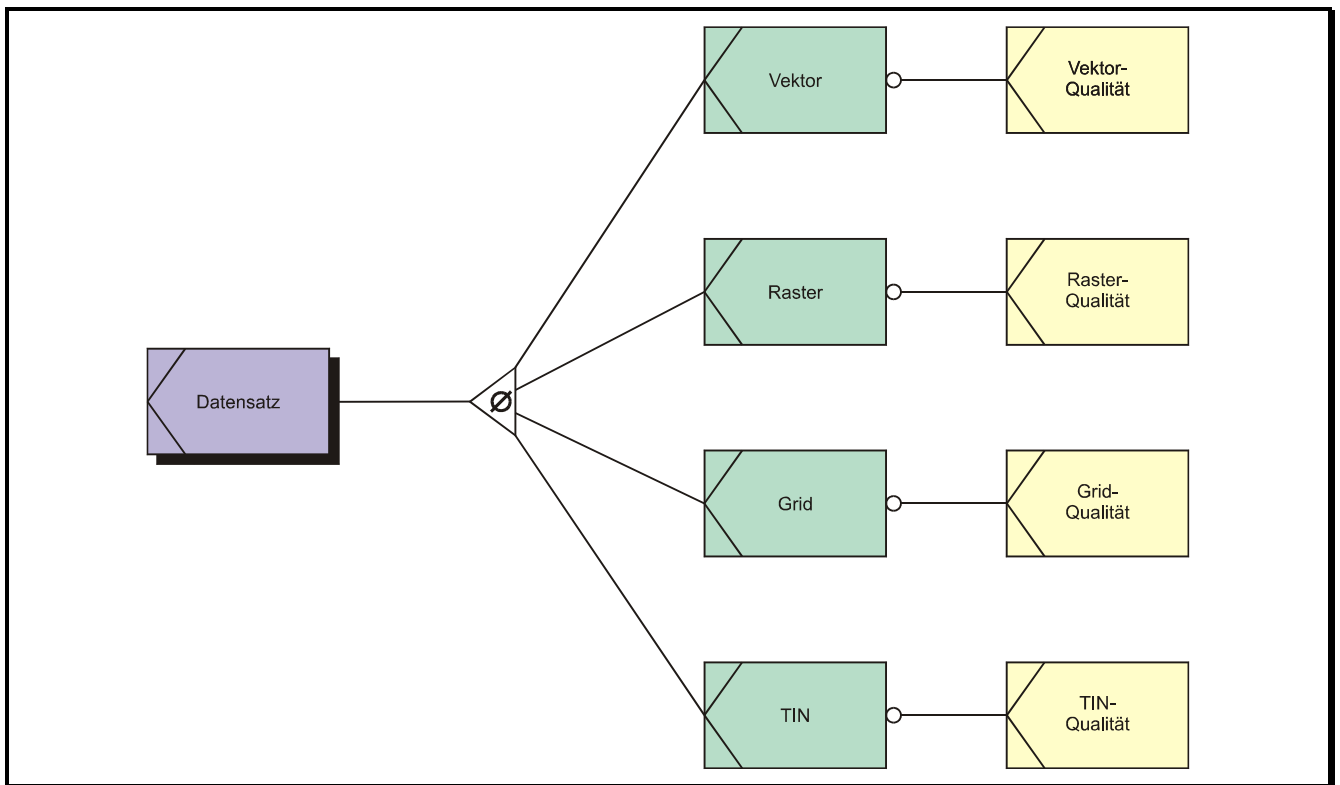 Vektor
Vektor-
Qualität
Raster
Raster-
Qualität
Datensatz
Grid
Grid-
Qualität
TIN
TIN-
Qualität